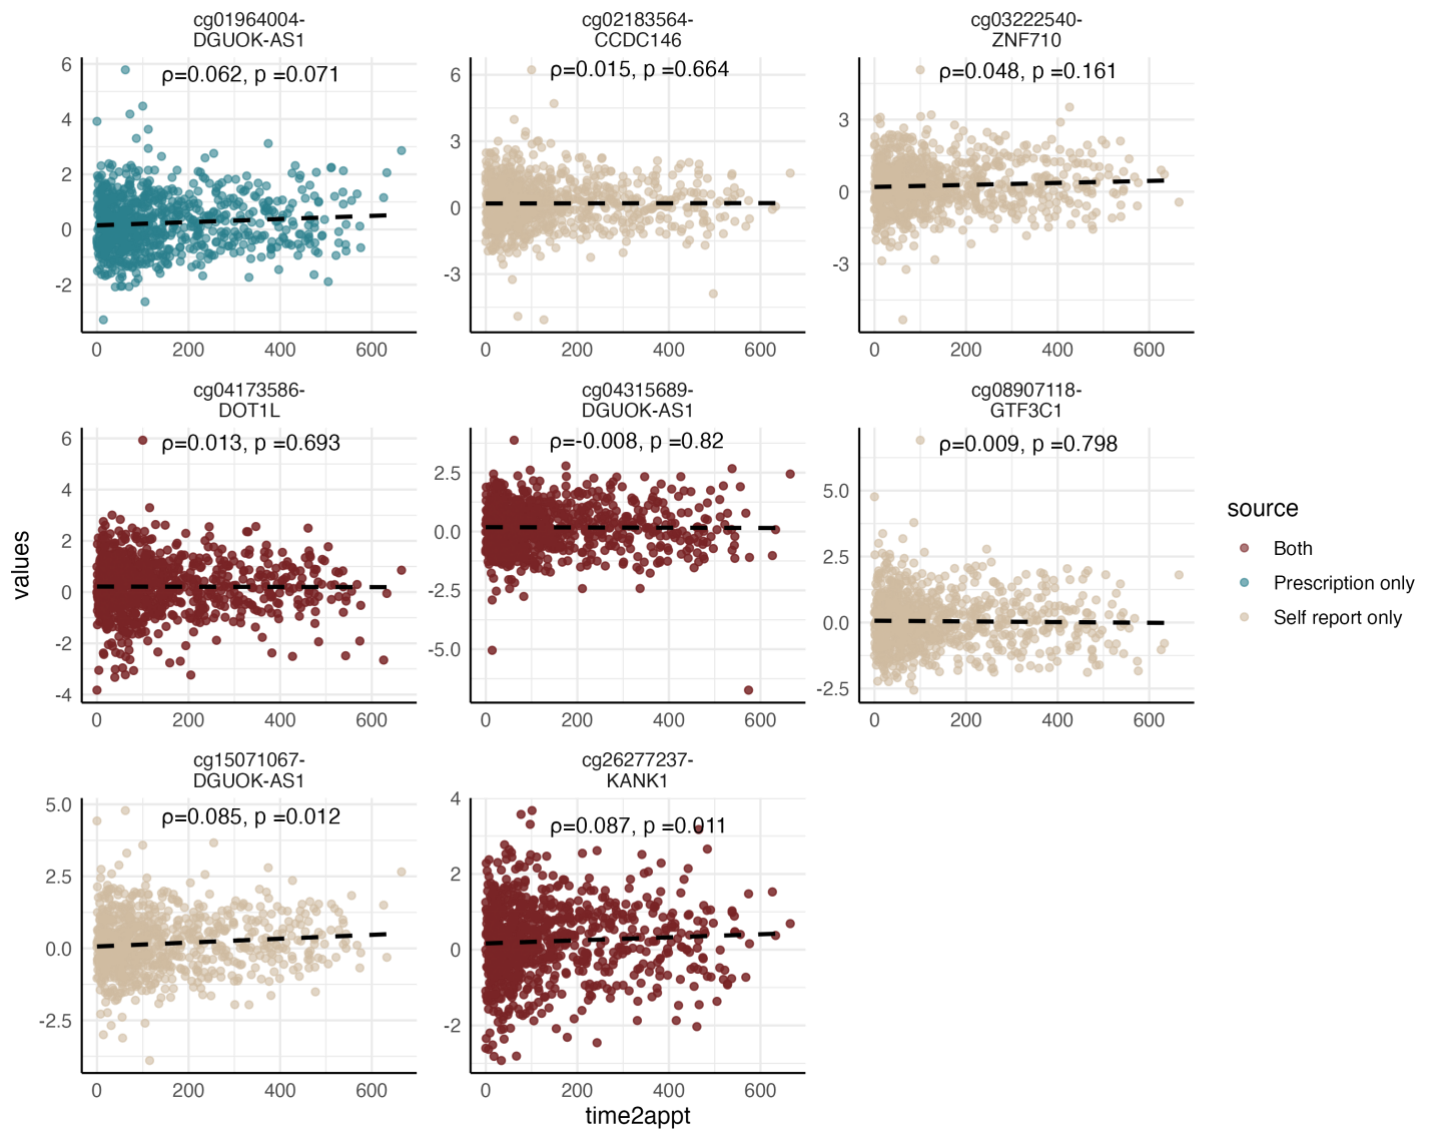 cg01964004-
DGUOK-AS1
cg02183564-
CCDC146
cg03222540-
ZNF710
ρ=0.062, p =0.071
ρ=0.015, p =0.664
ρ=0.048, p =0.161
6
4
2
0
-2
0 200 400 600
6
3
0
-3
0 200 400 600
3
0
-3
0 200 400 600
cg04173586-
DOT1L
cg04315689-
DGUOK-AS1
cg08907118-
GTF3C1
ρ=0.013, p =0.693
ρ=-0.008, p =0.82
ρ=0.009, p =0.798
6
4
2
0
-2
-4
0 200 400 600
2.5
0.0
-2.5
-5.0
0 200 400 600
5.0
2.5
0.0
-2.5
0 200 400 600
cg15071067-
DGUOK-AS1
cg26277237-
KANK1
ρ=0.085, p =0.012
ρ=0.087, p =0.011
5.0
2.5
0.0
-2.5
0 200 400 600
4
2
0
-2
0 200 400 600
values
time2appt
source
Both
Prescription only
Self report only